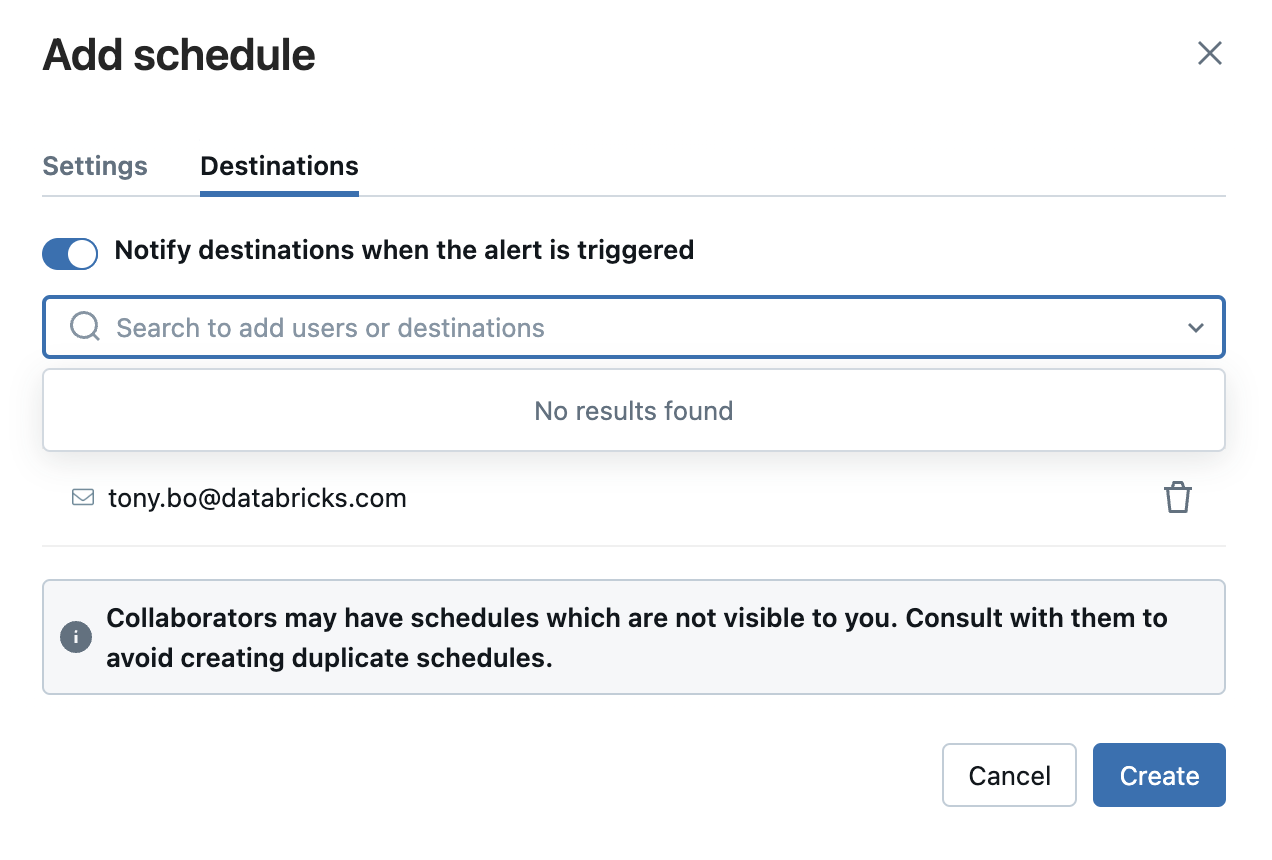 Add schedule
Settings
Destinations
Notify destinations when the alert is triggered
Search to add users or destinations
No results found
tony.bo@databricks.com
Collaborators may have schedules which are not visible to you. Consult with them to
avoid creating duplicate schedules.
Cancel
Create